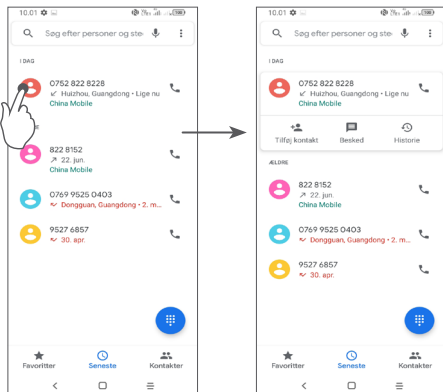 10.01
Søg efter personer og ste
I DAG
0752 822 8228
Huizhou, Guangdong • Lige nu
China Mobile
822 8152
22. jun.
China Mobile
0769 9525 0403
Dongguan, Guangdong • 2. m...
9527 6857
30. apr.
Favoritter
Seneste
Kontakter
10.01
Søg efter personer og ste
I DAG
0752 822 8228
Huizhou, Guangdong • Lige nu
China Mobile
Tilføj kontakt
Besked
Historie
ÆLDRE
822 8152
22. jun.
China Mobile
0769 9525 0403
Dongguan, Guangdong • 2. m...
9527 6857
30. apr.
Favoritter
Seneste
Kontakter